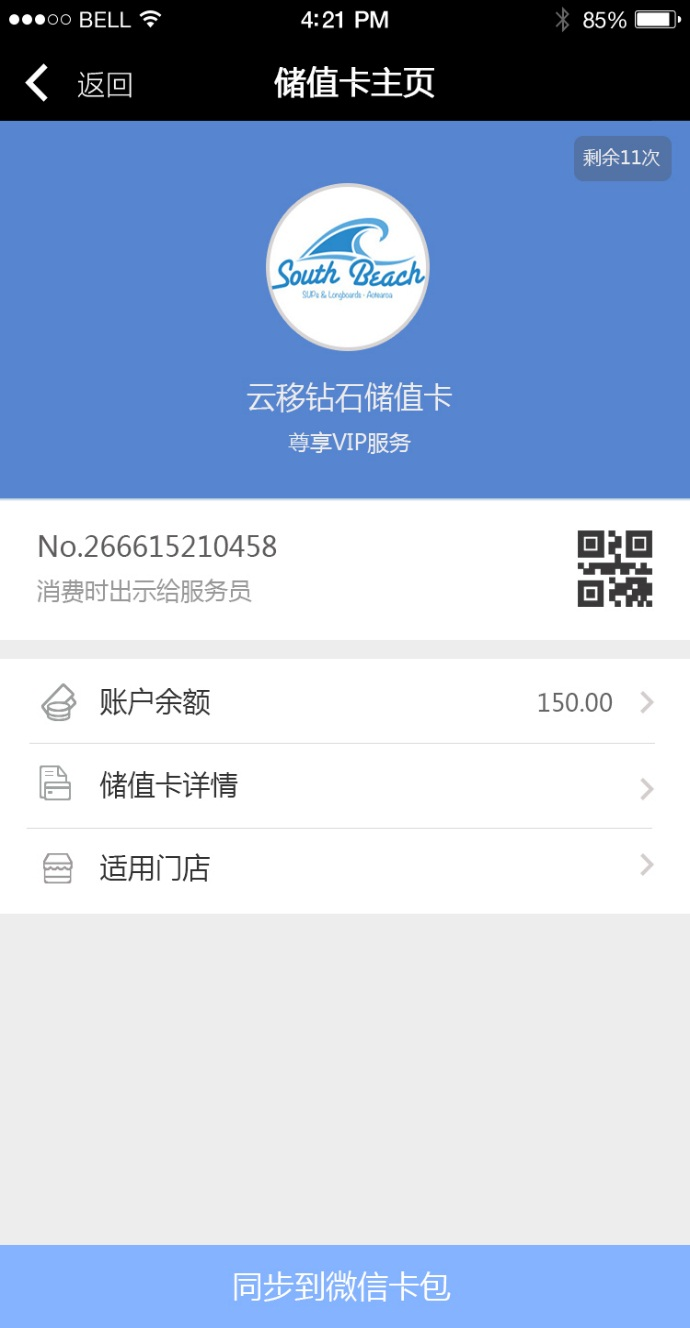 BELL 4:21 PM 85%
返回 储值卡主页
剩余11次
South Beach
SUPs & Longboards - Aotearoa
云移钻石储值卡
尊享VIP服务
No.266615210458
消费时出示给服务员
账户余额 150.00
储值卡详情
适用门店
同步到微信卡包